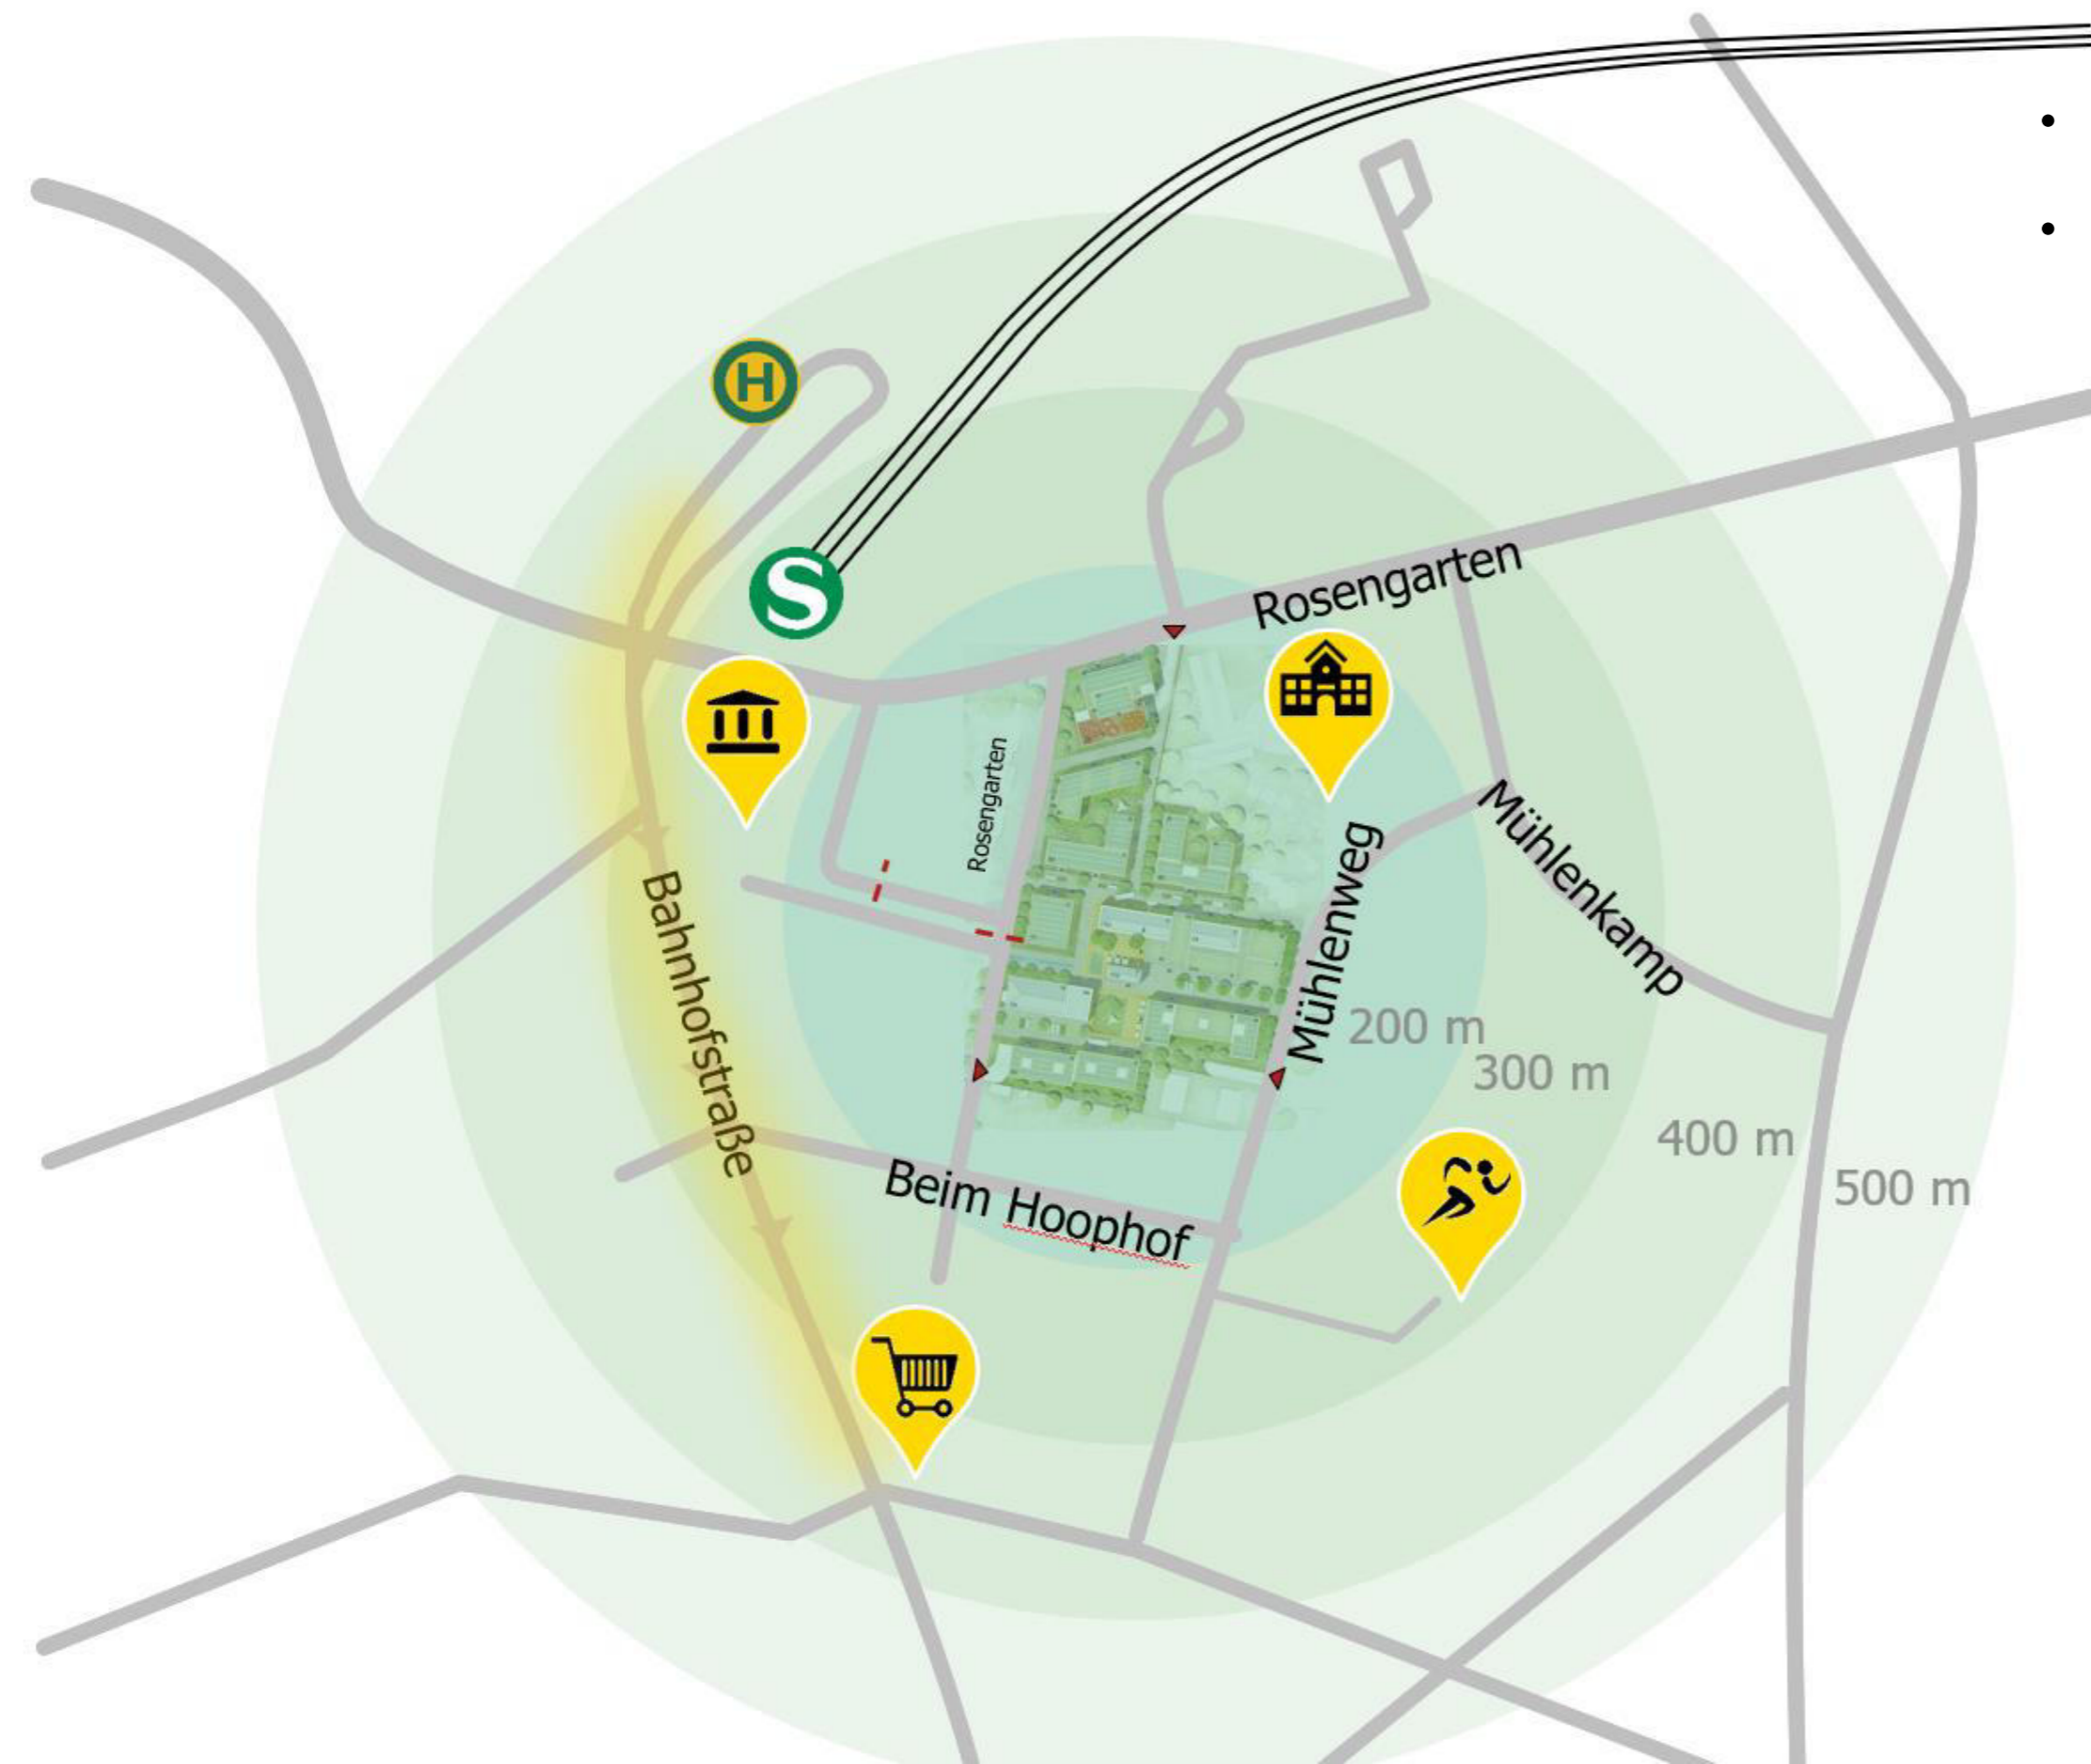 •
•
H
S
Rosengarten
Rosengarten
Mühlenkamp
Mühlenweg
Bahnhofstraße
200 m
300 m
400 m
500 m
Beim Hoophof